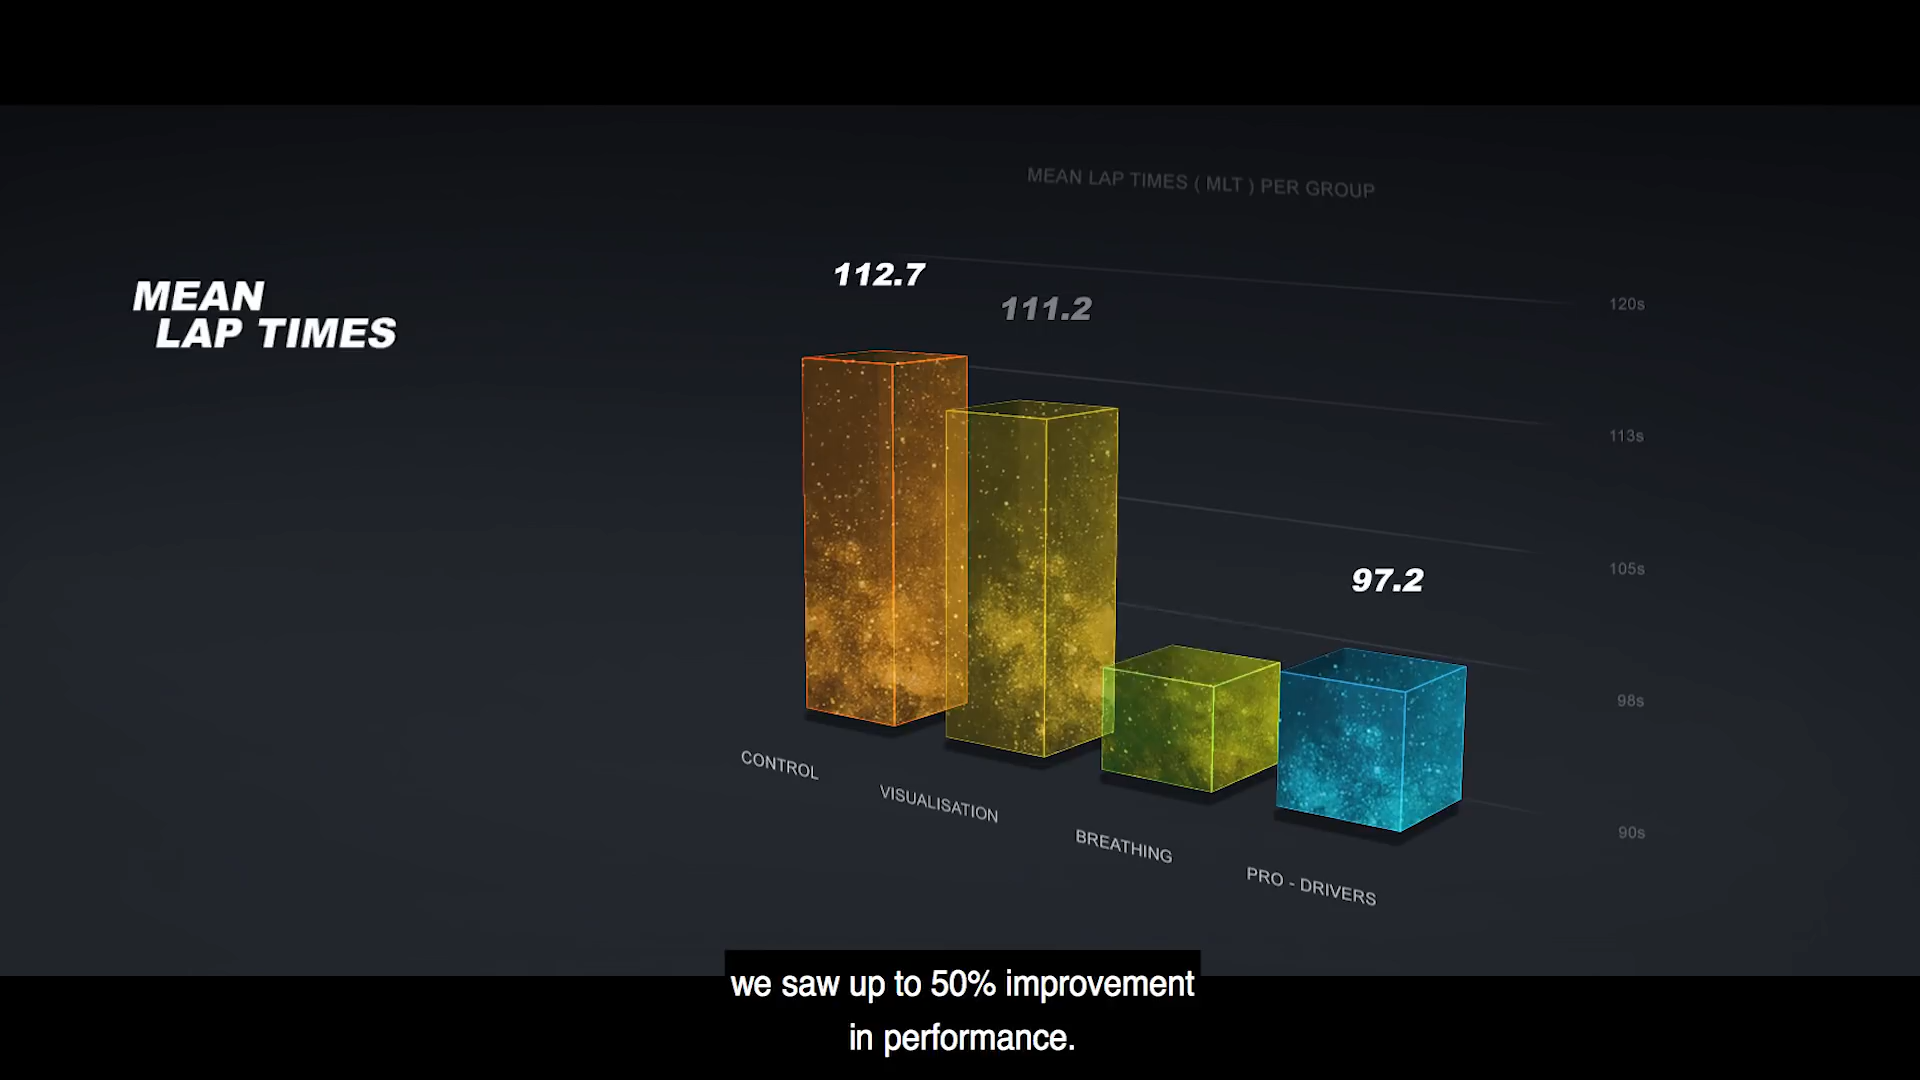 MEAN LAP TIMES ( MLT ) PER GROUP
MEAN
LAP TIMES
112.7
111.2
97.2
120s
113s
105s
98s
90s
CONTROL
VISUALISATION
BREATHING
PRO - DRIVERS
we saw up to 50% improvement
in performance.